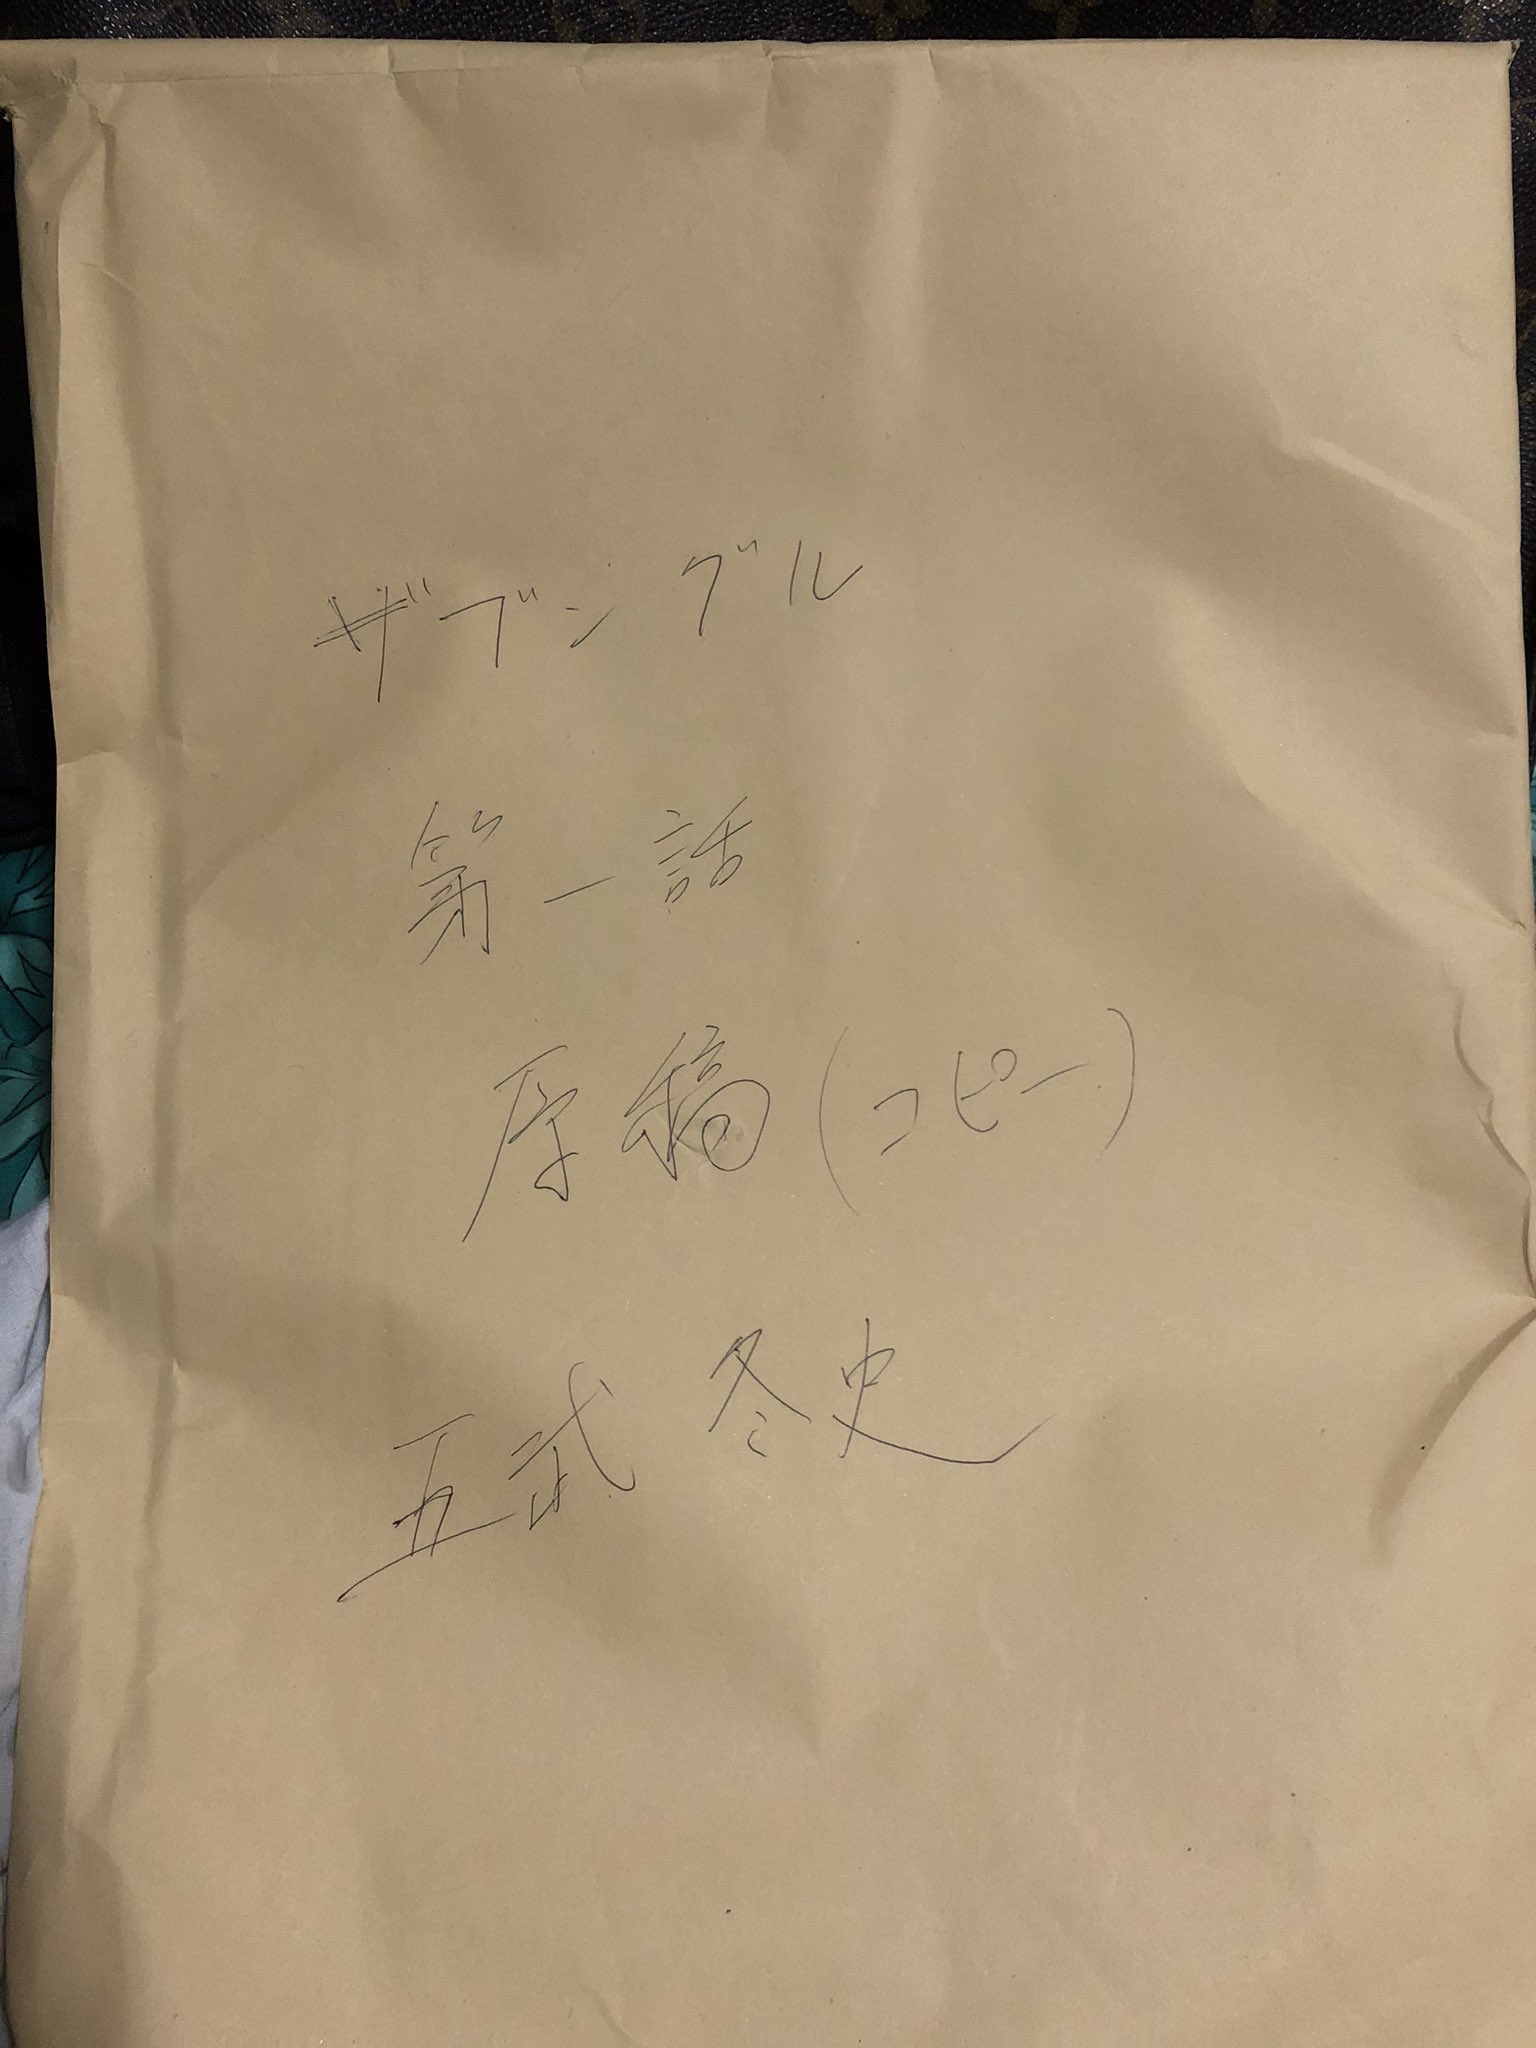 ザブングル
第一話
原稿(コピー)
五武 冬史